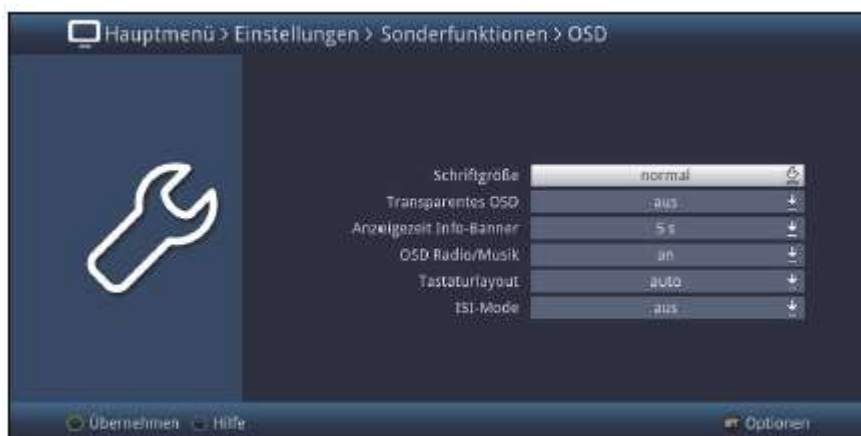 Hauptmenü > Einstellungen > Sonderfunktionen > OSD
Schriftgröße normal
Transparentes OSD aus
Anzeigezeit Info-Banner 5 s
OSD Radio/Musik an
Tastaturlayout auto
ISI-Mode aus
Übernehmen Hilfe Optionen